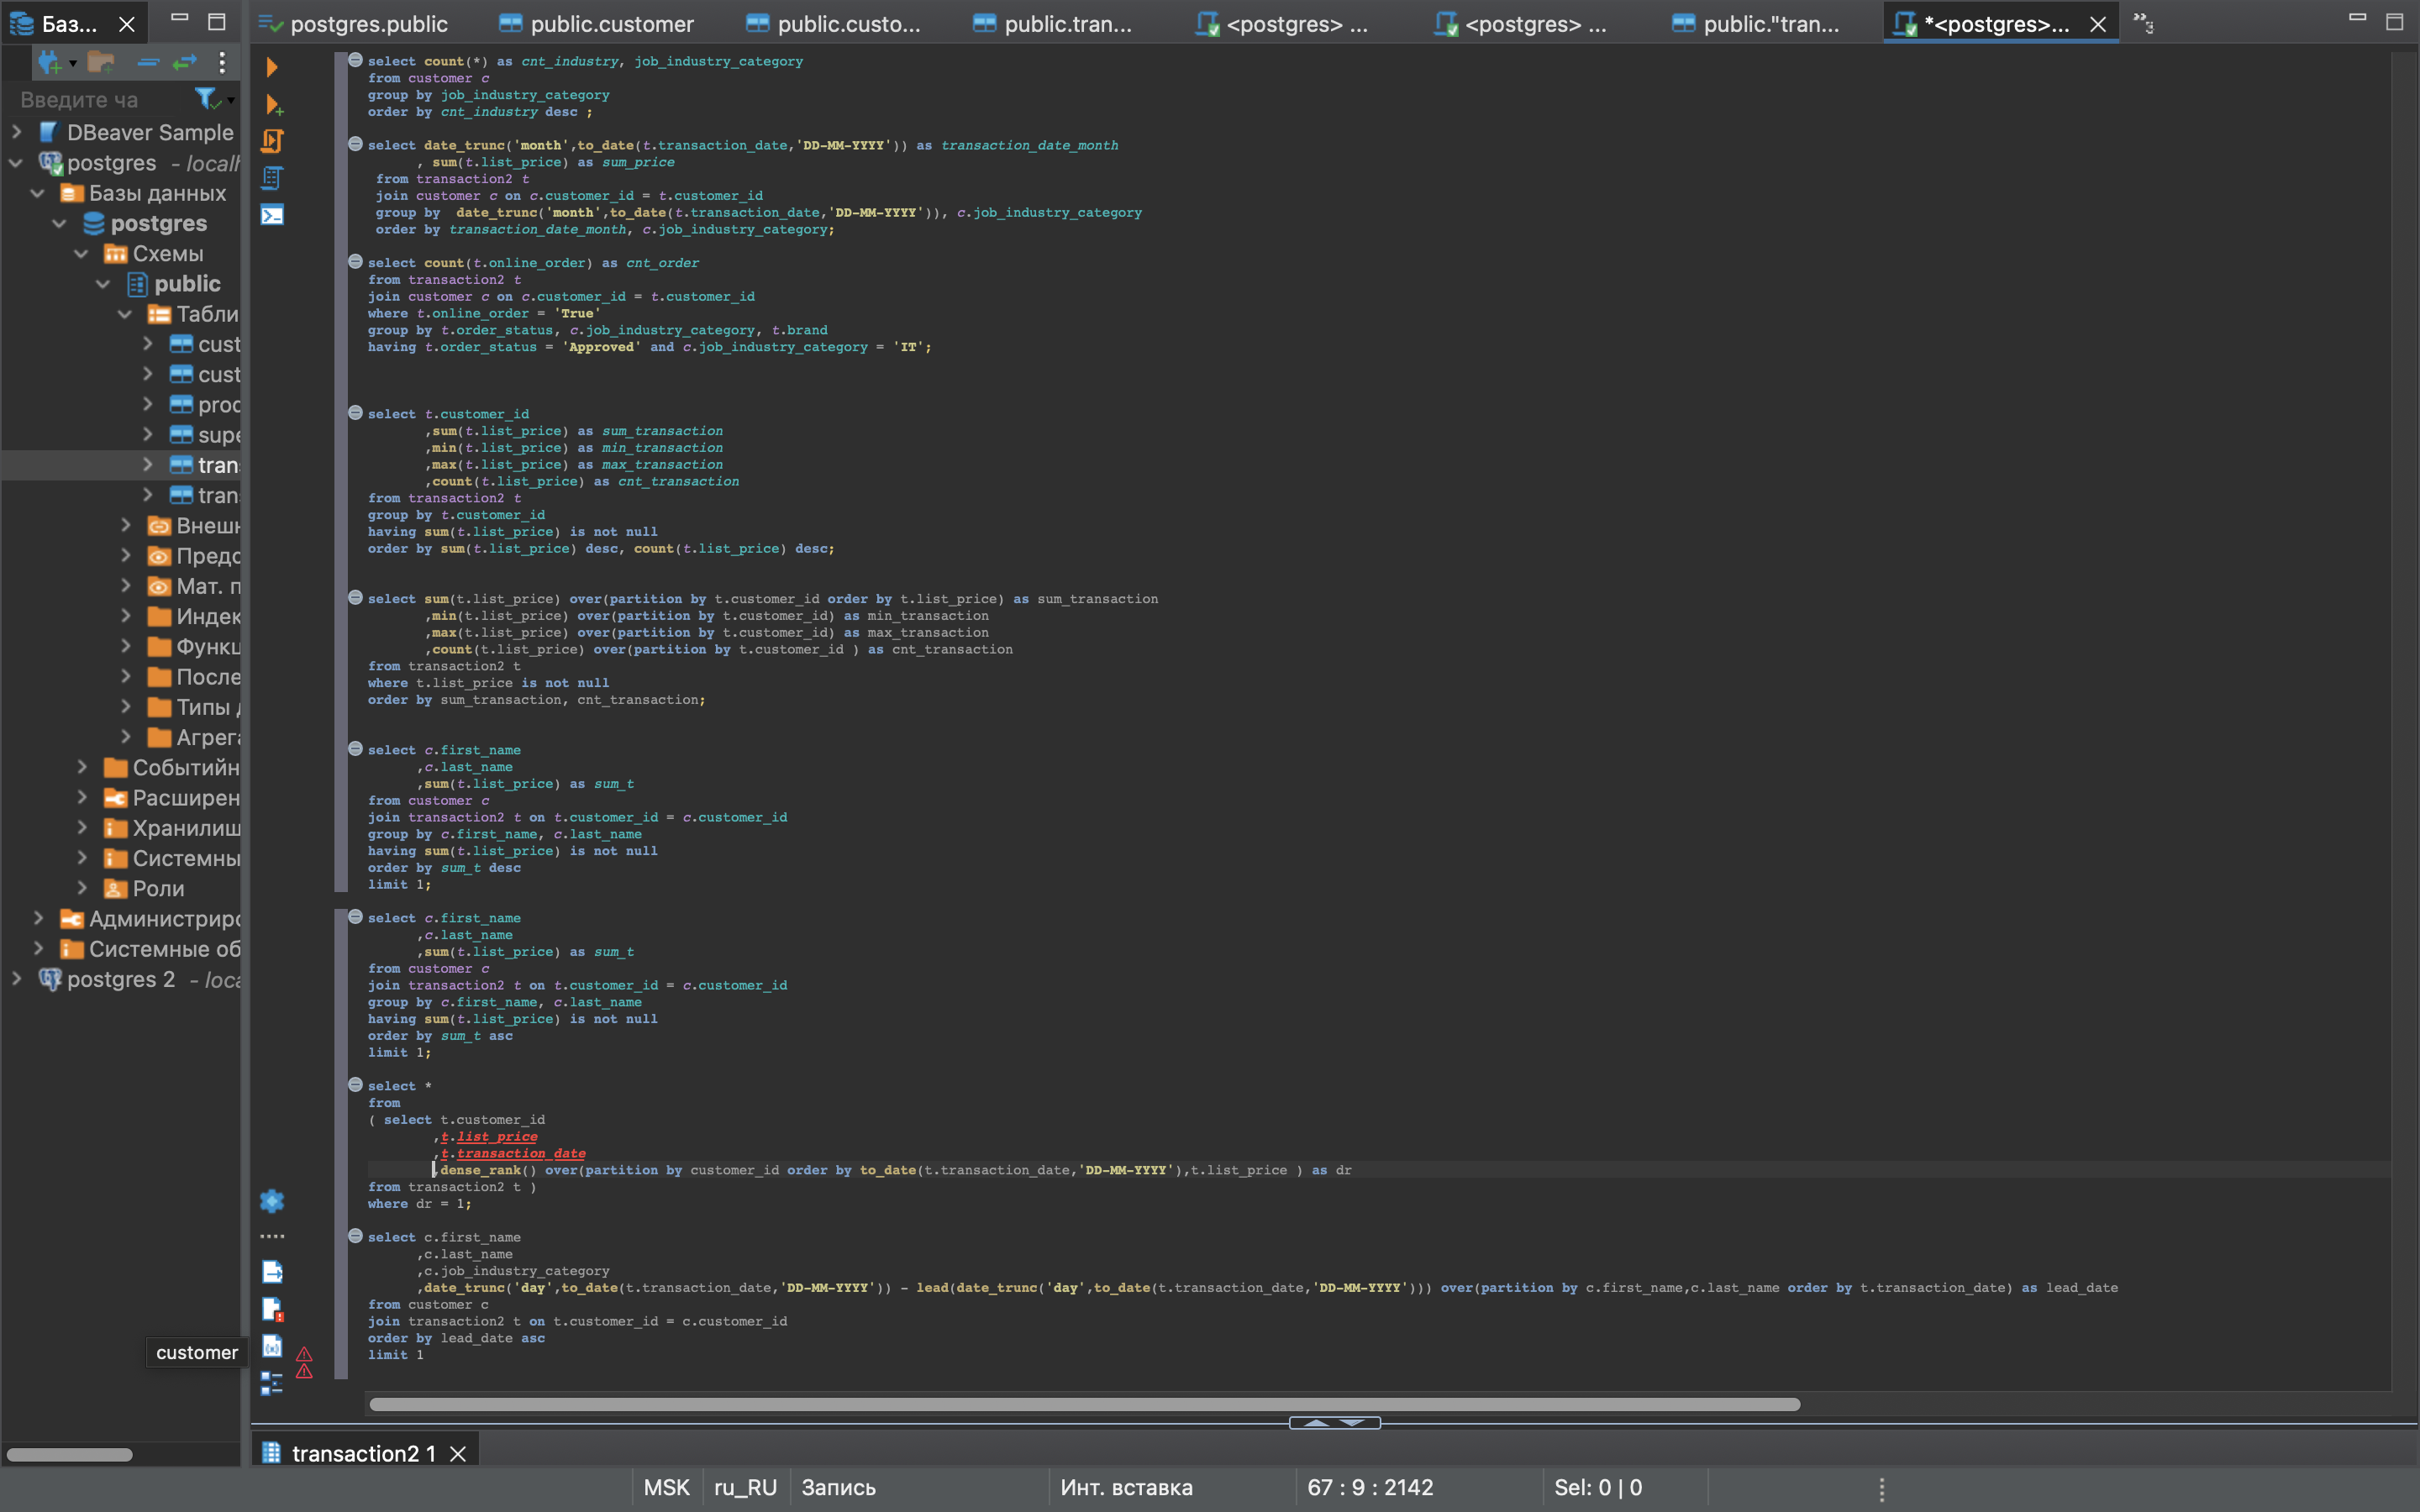 Баз...
postgres.public
public.customer
public.custo...
public.tran...
<postgres> ...
<postgres> ...
public."tran...
*<postgres>...
Введите ча
DBeaver Sample
postgres - localh
Базы данных
postgres
Схемы
public
Табли
cust
cust
prod
supe
tran
tran
Внешн
Предс
Мат. п
Индек
Функц
После
Типы д
Агрега
Событийн
Расширен
Хранилищ
Системны
Роли
Администриро
Системные об
postgres 2 - loca
select count(*) as cnt_industry, job_industry_category
from customer c
group by job_industry_category
order by cnt_industry desc ;
select date_trunc('month',to_date(t.transaction_date,'DD-MM-YYYY')) as transaction_date_month
, sum(t.list_price) as sum_price
from transaction2 t
join customer c on c.customer_id = t.customer_id
group by  date_trunc('month',to_date(t.transaction_date,'DD-MM-YYYY')), c.job_industry_category
order by transaction_date_month, c.job_industry_category;
select count(t.online_order) as cnt_order
from transaction2 t
join customer c on c.customer_id = t.customer_id
where t.online_order = 'True'
group by t.order_status, c.job_industry_category, t.brand
having t.order_status = 'Approved' and c.job_industry_category = 'IT';
select t.customer_id
,sum(t.list_price) as sum_transaction
,min(t.list_price) as min_transaction
,max(t.list_price) as max_transaction
,count(t.list_price) as cnt_transaction
from transaction2 t
group by t.customer_id
having sum(t.list_price) is not null
order by sum(t.list_price) desc, count(t.list_price) desc;
select sum(t.list_price) over(partition by t.customer_id order by t.list_price) as sum_transaction
,min(t.list_price) over(partition by t.customer_id) as min_transaction
,max(t.list_price) over(partition by t.customer_id) as max_transaction
,count(t.list_price) over(partition by t.customer_id ) as cnt_transaction
from transaction2 t
where t.list_price is not null
order by sum_transaction, cnt_transaction;
select c.first_name
,c.last_name
,sum(t.list_price) as sum_t
from customer c
join transaction2 t on t.customer_id = c.customer_id
group by c.first_name, c.last_name
having sum(t.list_price) is not null
order by sum_t desc
limit 1;
select c.first_name
,c.last_name
,sum(t.list_price) as sum_t
from customer c
join transaction2 t on t.customer_id = c.customer_id
group by c.first_name, c.last_name
having sum(t.list_price) is not null
order by sum_t asc
limit 1;
select *
from
( select t.customer_id
,t.list_price
,t.transaction_date
,dense_rank() over(partition by customer_id order by to_date(t.transaction_date,'DD-MM-YYYY'),t.list_price ) as dr
from transaction2 t )
where dr = 1;
select c.first_name
,c.last_name
,c.job_industry_category
,date_trunc('day',to_date(t.transaction_date,'DD-MM-YYYY')) - lead(date_trunc('day',to_date(t.transaction_date,'DD-MM-YYYY'))) over(partition by c.first_name,c.last_name order by t.transaction_date) as lead_date
from customer c
join transaction2 t on t.customer_id = c.customer_id
order by lead_date asc
limit 1
customer
transaction2 1
MSK
ru_RU
Запись
Инт. вставка
67 : 9 : 2142
Sel: 0 | 0